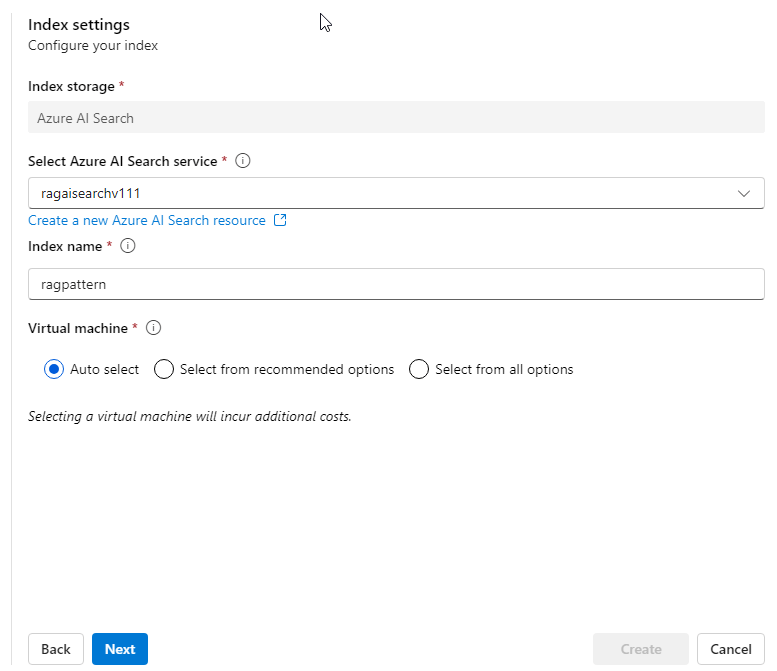 Index settings
Configure your index
Index storage *
Azure AI Search
Select Azure AI Search service *
ragaisearchv111
Create a new Azure AI Search resource
Index name *
ragpattern
Virtual machine *
Auto select Select from recommended options Select from all options
Selecting a virtual machine will incur additional costs.
Back Next Create Cancel